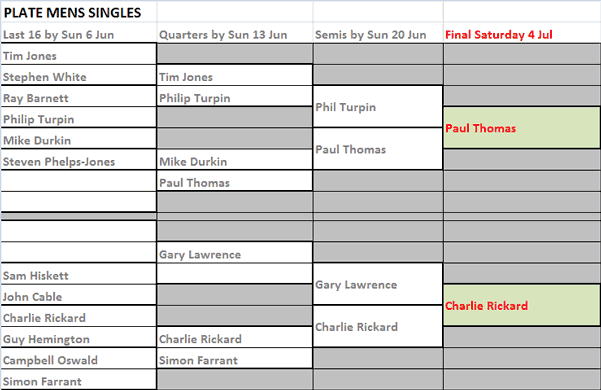 PLATE MENS SINGLES
Last 16 by Sun 6 Jun Quarters by Sun 13 Jun Semis by Sun 20 Jun Final Saturday 4 Jul
Tim Jones
Stephen White Tim Jones
Ray Barnett Philip Turpin Phil Turpin
Philip Turpin Paul Thomas
Mike Durkin Paul Thomas
Steven Phelps-Jones Mike Durkin
Paul Thomas
Gary Lawrence
Sam Hiskett Gary Lawrence
John Cable Charlie Rickard
Charlie Rickard Charlie Rickard
Guy Hemington Charlie Rickard
Campbell Oswald Simon Farrant
Simon Farrant